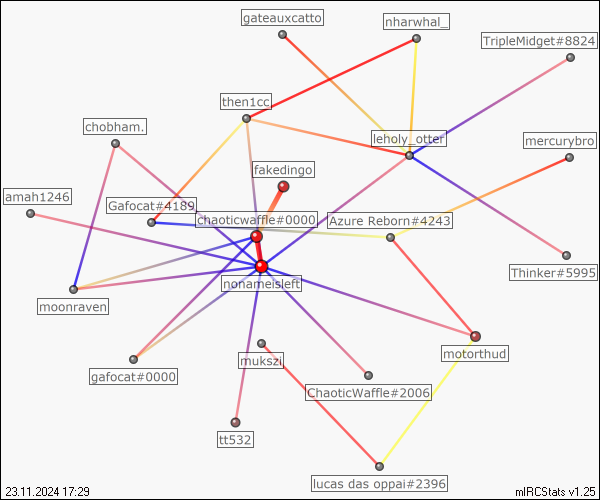 gateauxcatto
nharwhal_
TripleMidget#8824
then1cc
chobham.
leholy_otter
mercurybro
fakedingo
amah1246
Gafocat#4189
chaoticwaffle#0000
Azure Reborn#4243
Thinker#5995
nonameisleft
moonraven
motorthud
mukszi
gafocat#0000
ChaoticWaffle#2006
tt532
lucas das oppai#2396
23.11.2024 17:29
mIRCStats v1.25